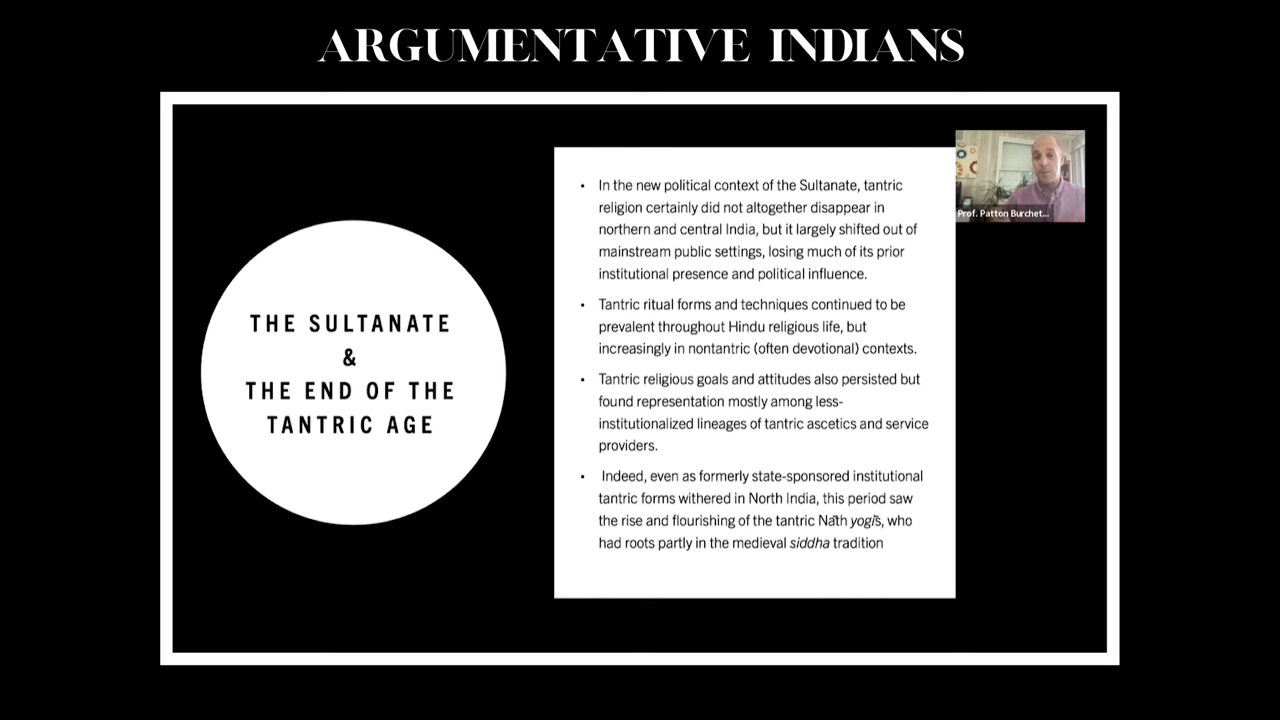 ARGUMENTATIVE INDIANS
THE SULTANATE
&
THE END OF THE
TANTRIC AGE
• In the new political context of the Sultanate, tantric
religion certainly did not altogether disappear in
northern and central India, but it largely shifted out of
mainstream public settings, losing much of its prior
institutional presence and political influence.
• Tantric ritual forms and techniques continued to be
prevalent throughout Hindu religious life, but
increasingly in nontantric (often devotional) contexts.
• Tantric religious goals and attitudes also persisted but
found representation mostly among less-
institutionalized lineages of tantric ascetics and service
providers.
• Indeed, even as formerly state-sponsored institutional
tantric forms withered in North India, this period saw
the rise and flourishing of the tantric Nāth yogīs, who
had roots partly in the medieval siddha tradition
Prof. Patton Burchet...